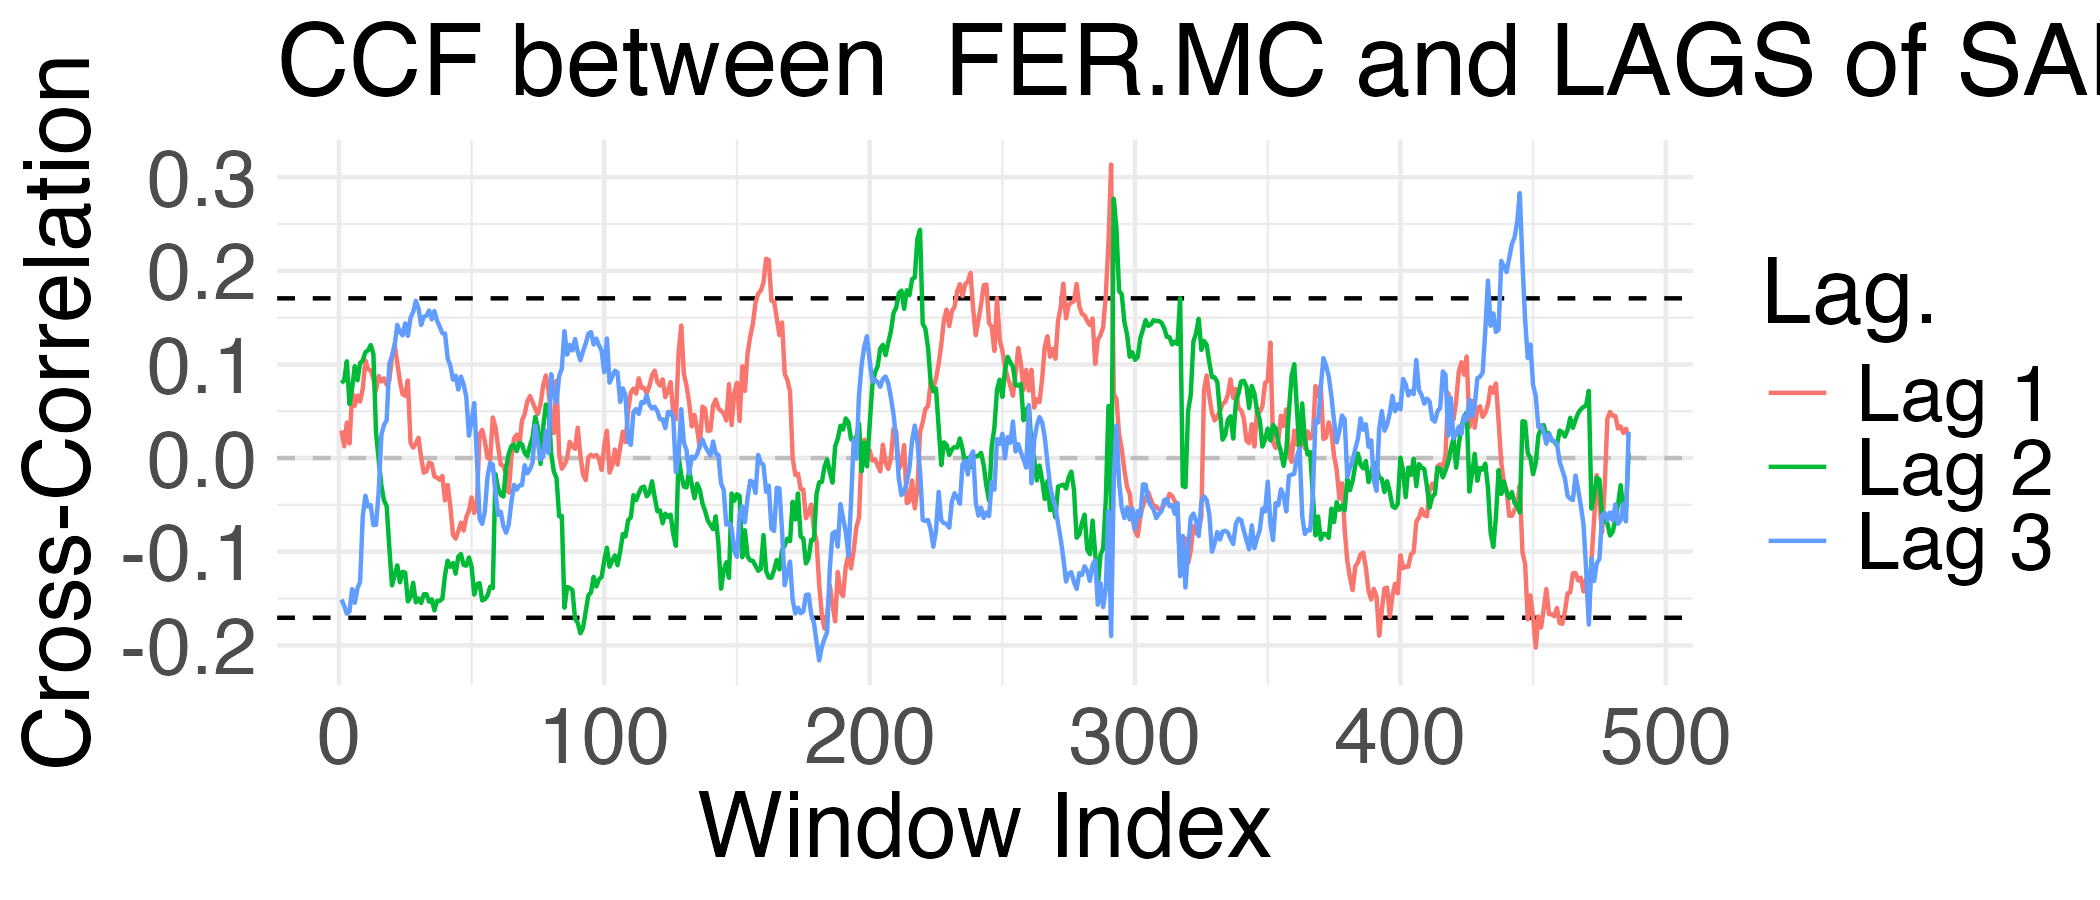 CCF between  FER.MC and LAGS of SA
Cross-Correlation
0.3
0.2
0.1
0.0
-0.1
-0.2
0
100
200
300
400
500
Window Index
Lag.
Lag 1
Lag 2
Lag 3